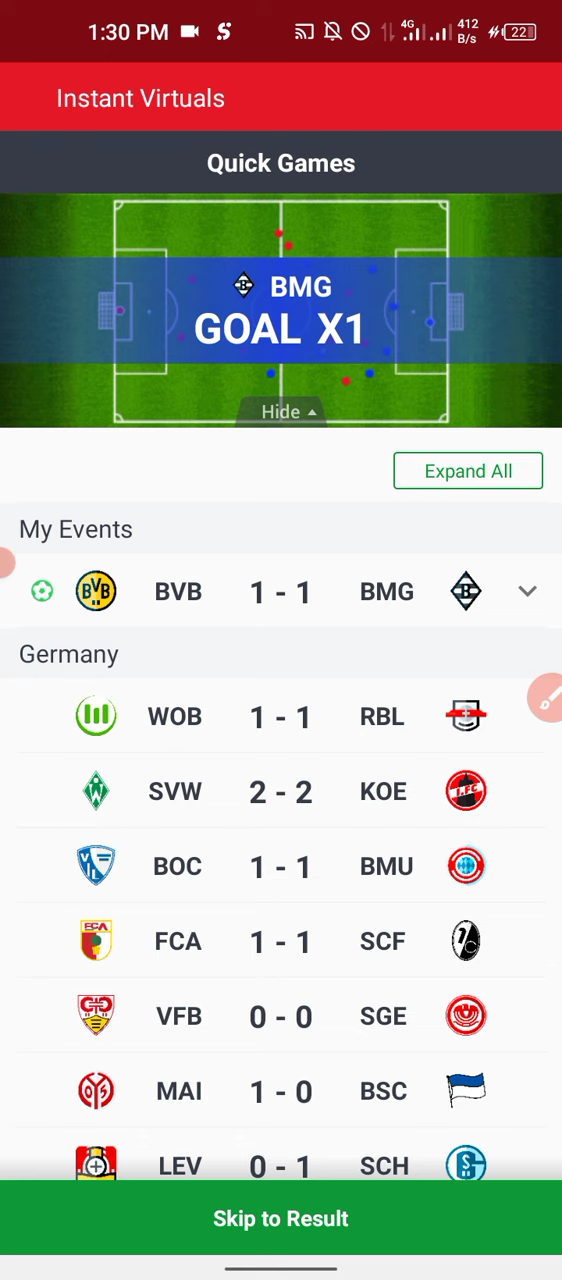 1:30 PM 4G 412 B/s 22
Instant Virtuals
Quick Games
BMG
GOAL X1
Hide
Expand All
My Events
BVB 1 - 1 BMG
Germany
WOB 1 - 1 RBL
SVW 2 - 2 KOE
BOC 1 - 1 BMU
FCA 1 - 1 SCF
VFB 0 - 0 SGE
MAI 1 - 0 BSC
LEV 0 - 1 SCH
Skip to Result